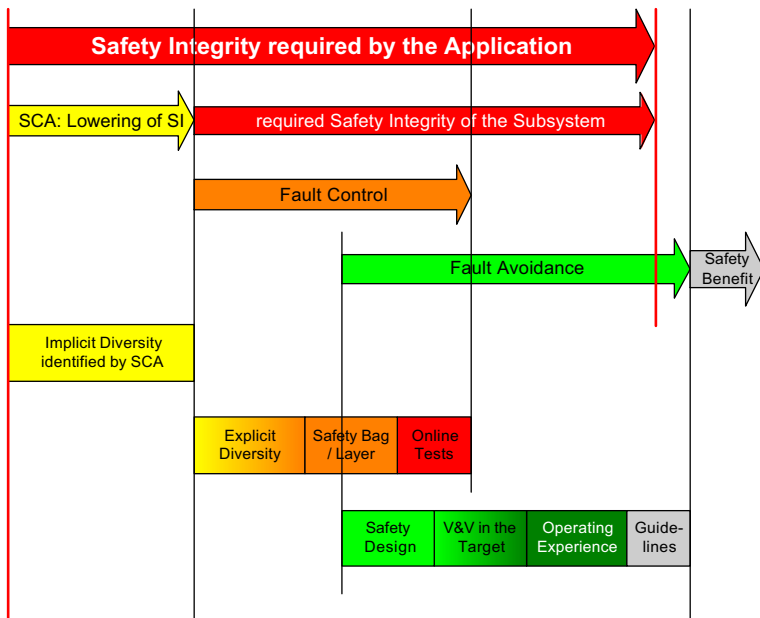 Safety Integrity required by the Application
SCA: Lowering of SI
required Safety Integrity of the Subsystem
Fault Control
Fault Avoidance
Safety
Benefit
Implicit Diversity
identified by SCA
Explicit
Diversity
Safety Bag
/ Layer
Online
Tests
Safety
Design
V&V in the
Target
Operating
Experience
Guide-
lines